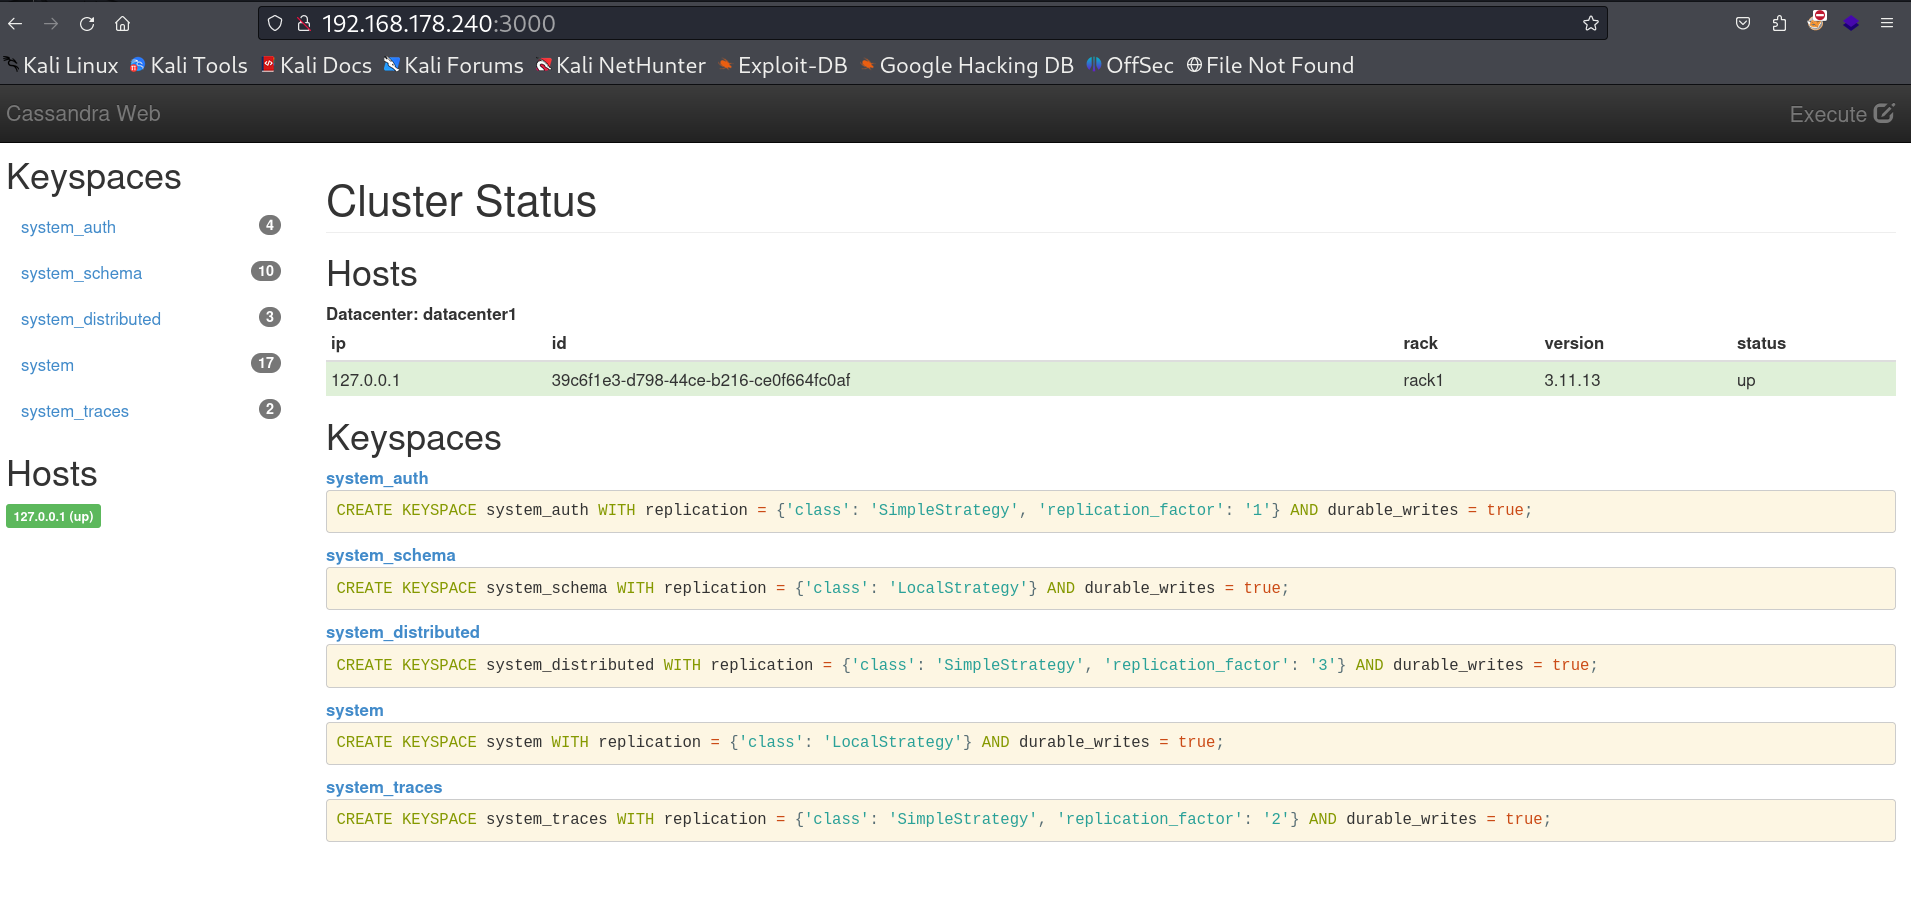 192.168.178.240:3000
Kali Linux Kali Tools Kali Docs Kali Forums Kali NetHunter Exploit-DB Google Hacking DB OffSec File Not Found
Cassandra Web
Execute
Keyspaces
system_auth 4
system_schema 10
system_distributed 3
system 17
system_traces 2
Hosts
127.0.0.1 (up)
Cluster Status
Hosts
Datacenter: datacenter1
ip id rack version status
127.0.0.1 39c6f1e3-d798-44ce-b216-ce0f664fc0af rack1 3.11.13 up
Keyspaces
system_auth
CREATE KEYSPACE system_auth WITH replication = {'class': 'SimpleStrategy', 'replication_factor': '1'} AND durable_writes = true;
system_schema
CREATE KEYSPACE system_schema WITH replication = {'class': 'LocalStrategy'} AND durable_writes = true;
system_distributed
CREATE KEYSPACE system_distributed WITH replication = {'class': 'SimpleStrategy', 'replication_factor': '3'} AND durable_writes = true;
system
CREATE KEYSPACE system WITH replication = {'class': 'LocalStrategy'} AND durable_writes = true;
system_traces
CREATE KEYSPACE system_traces WITH replication = {'class': 'SimpleStrategy', 'replication_factor': '2'} AND durable_writes = true;